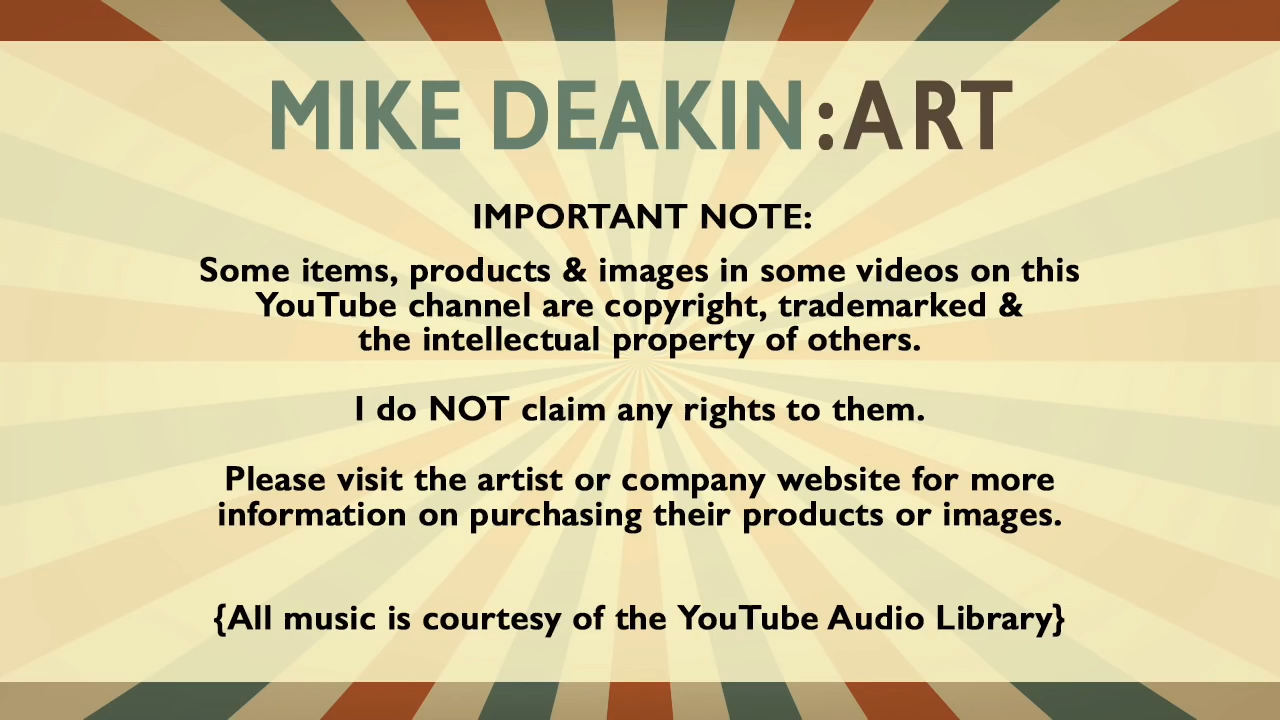 MIKE DEAKIN:ART
IMPORTANT NOTE:
Some items, products & images in some videos on this
YouTube channel are copyright, trademarked &
the intellectual property of others.
I do NOT claim any rights to them.
Please visit the artist or company website for more
information on purchasing their products or images.
{All music is courtesy of the YouTube Audio Library}